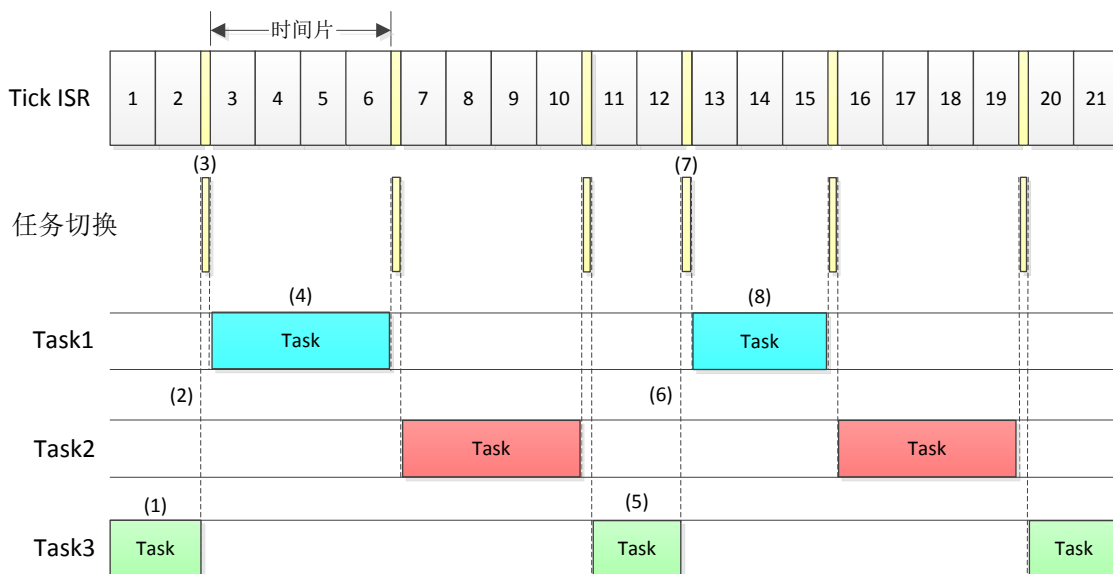 时间片
Tick ISR 1 2 3 4 5 6 7 8 9 10 11 12 13 14 15 16 17 18 19 20 21
(3) (7)
任务切换
(4) (8)
Task1 Task Task
(2) (6)
Task2 Task Task
(1) (5)
Task3 Task Task Task